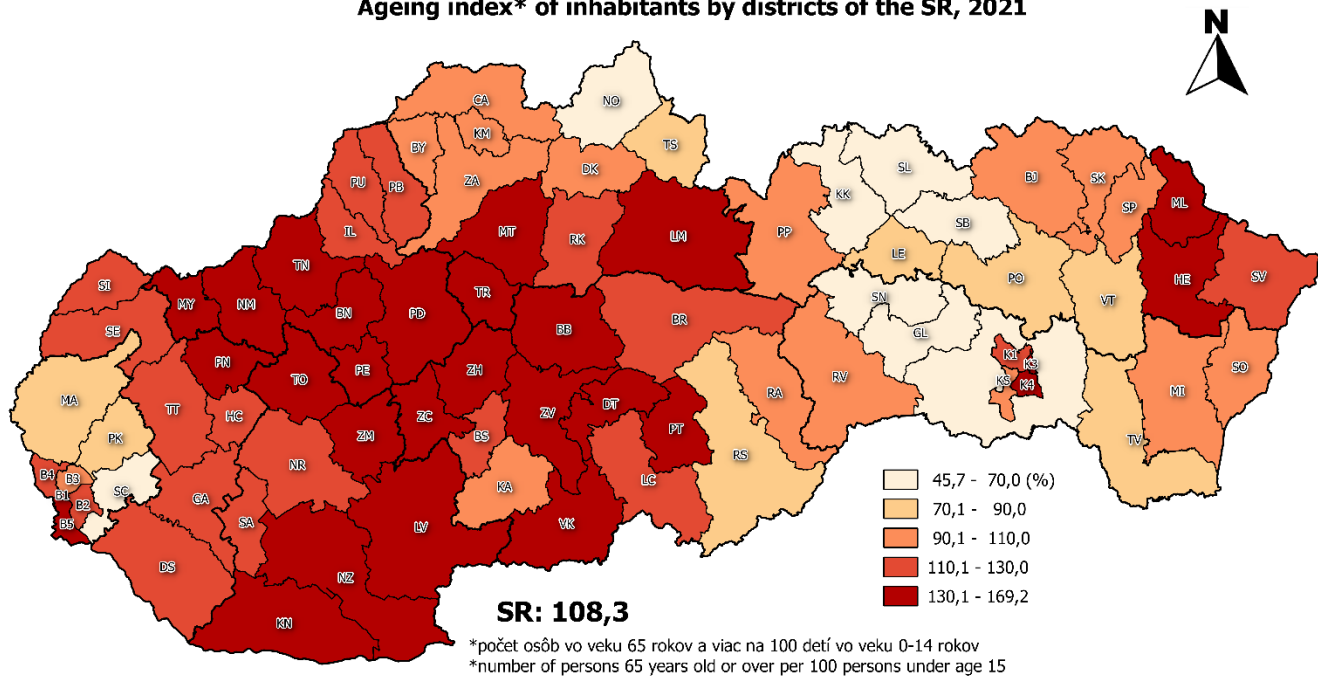 Ageing index* of inhabitants by districts of the SR, 2021
N
CA
NO
KM
BY
TS
DK
PU
PB
ZA
IL
MT
RK
LM
PP
KK
SL
SB
BJ
SK
SP
ML
LE
PO
VT
HE
SV
SI
SE
MY
NM
TN
BN
PD
TR
BB
BR
SN
GL
K1
K3
KS
K4
SO
MI
PN
TO
PE
ZH
MA
TT
HC
ZM
ZC
BS
ZV
DT
PT
RA
RV
RS
TV
PK
NR
KA
LC
B4
B3
B1
B2
B5
SC
GA
SA
DS
LV
VK
NZ
KN
45,7 - 70,0 (%)
70,1 - 90,0
90,1 - 110,0
110,1 - 130,0
130,1 - 169,2
SR: 108,3
*počet osôb vo veku 65 rokov a viac na 100 detí vo veku 0-14 rokov
*number of persons 65 years old or over per 100 persons under age 15